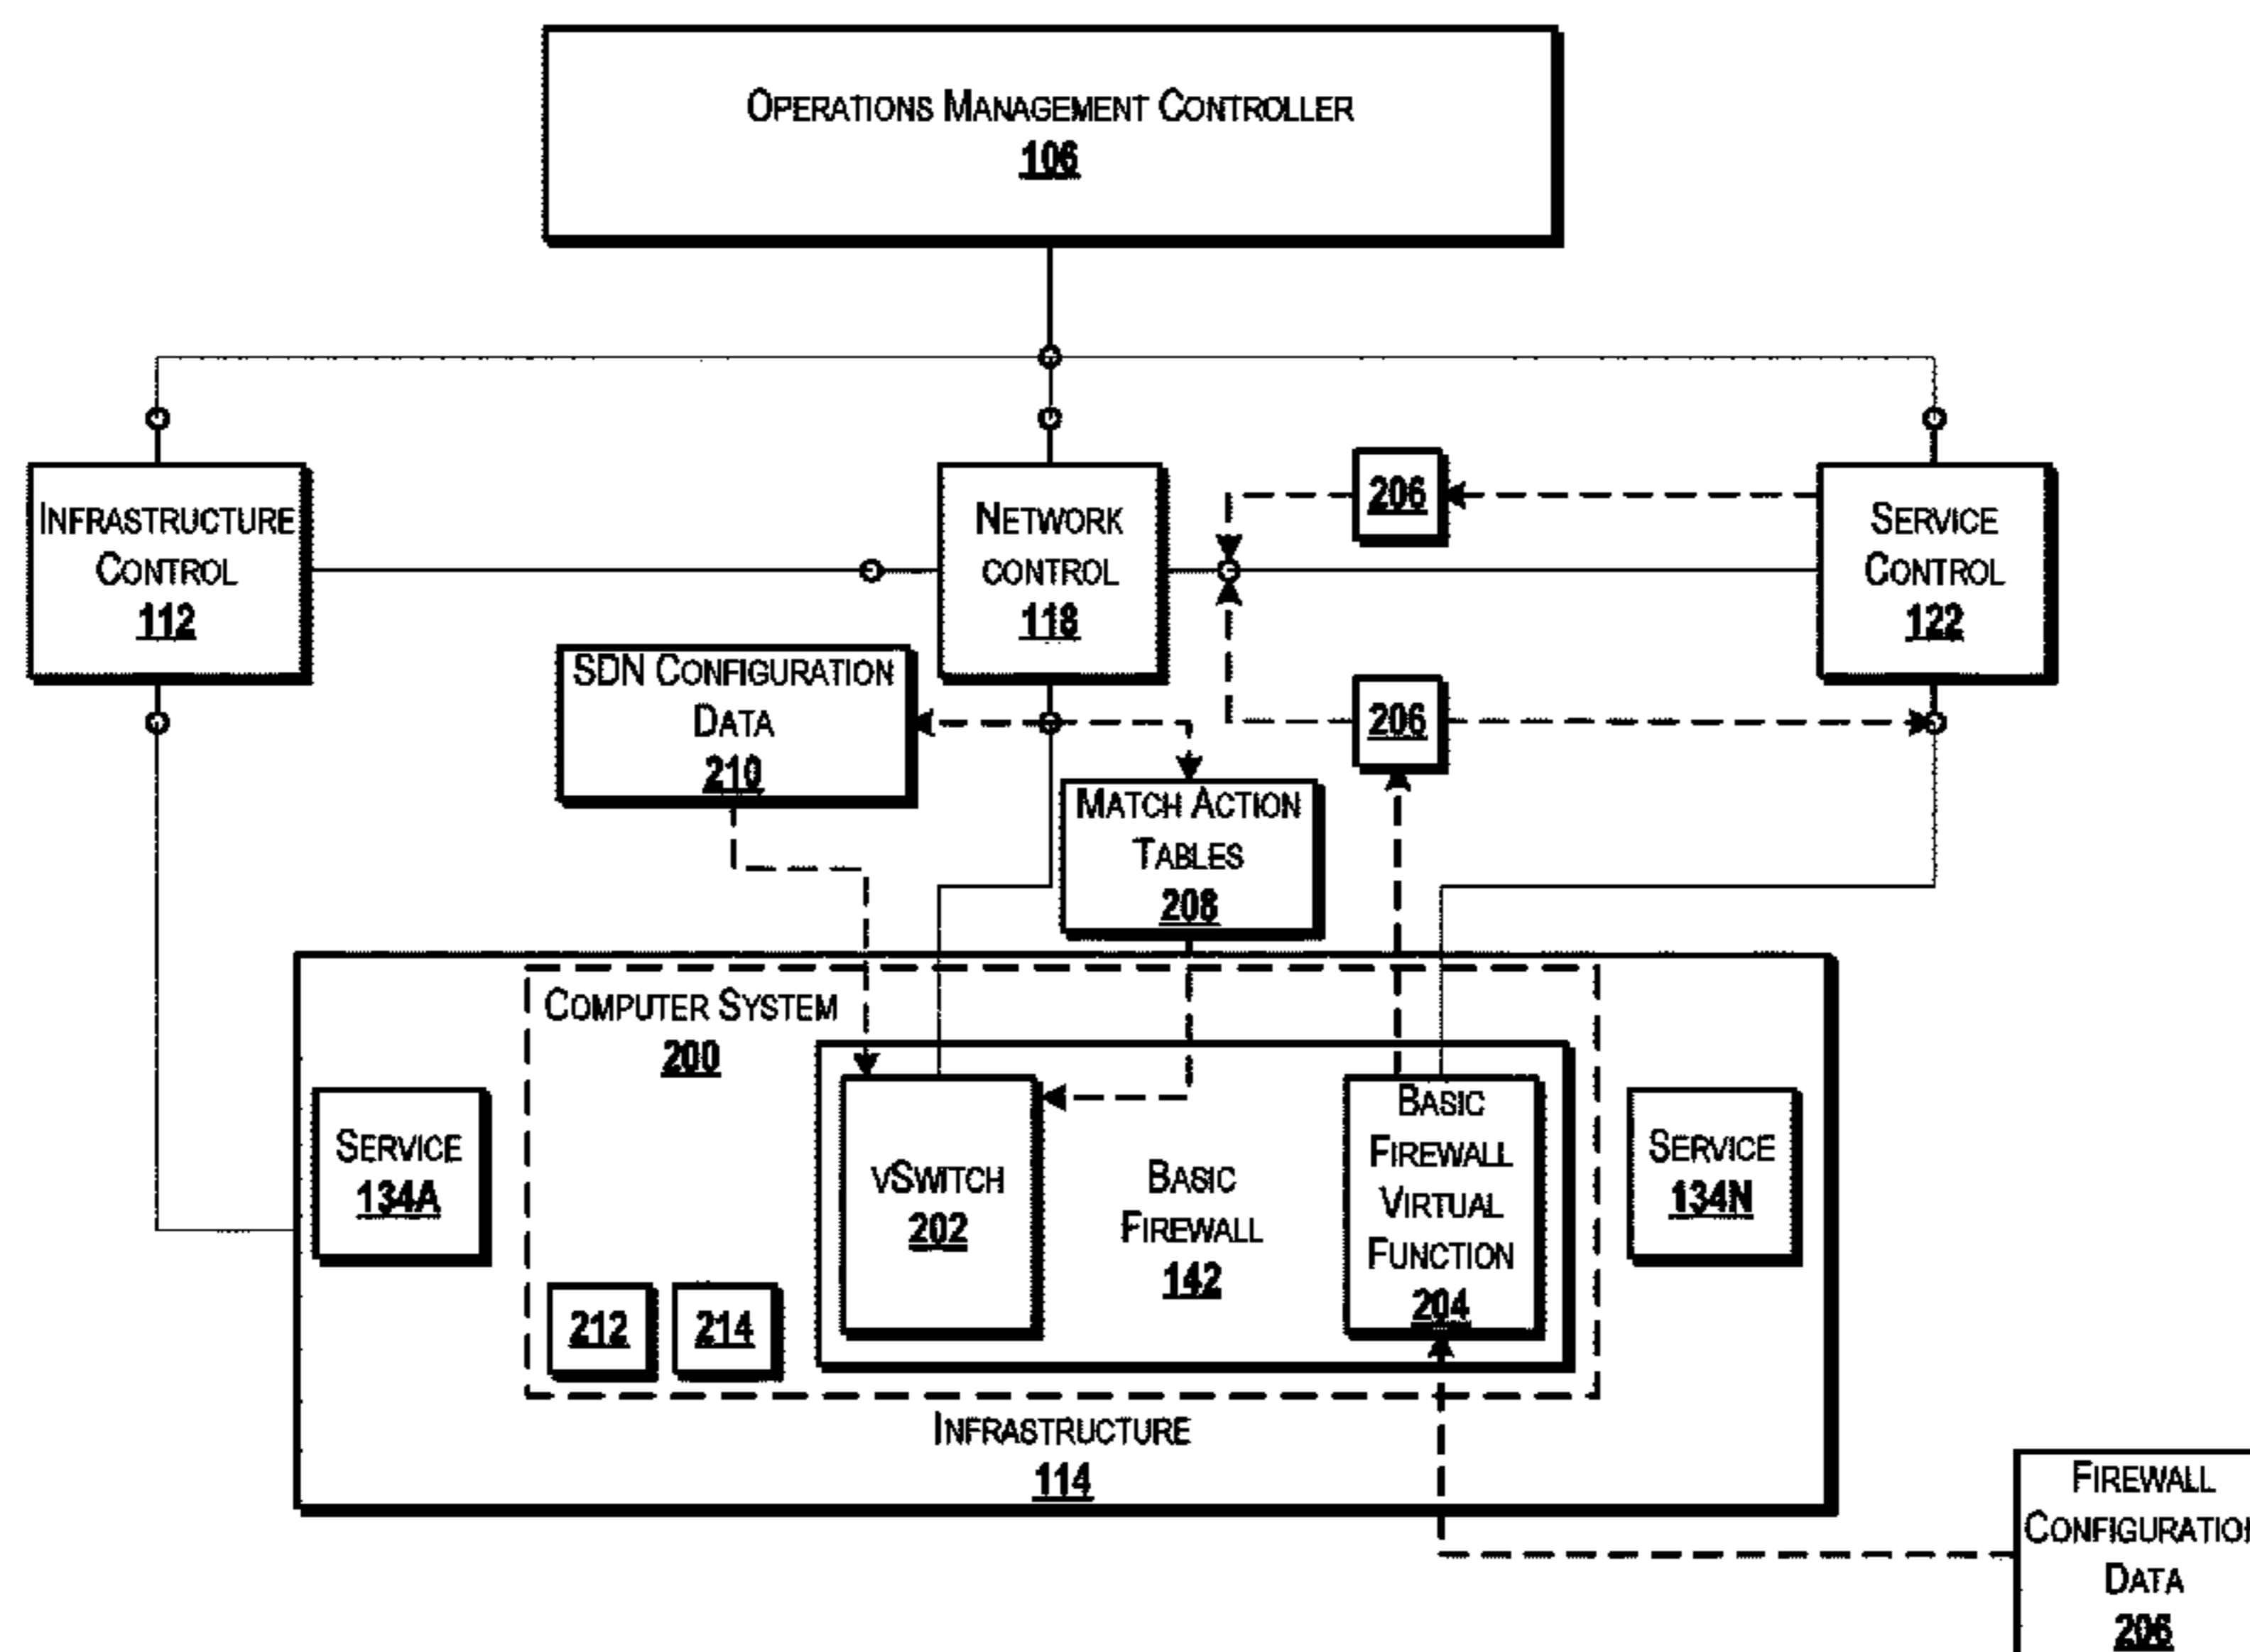 OPERATIONS MANAGEMENT CONTROLLER
106
INFRASTRUCTURE
CONTROL
112
NETWORK
CONTROL
118
206
SERVICE
CONTROL
122
SDN CONFIGURATION
DATA
210
206
MATCH ACTION
TABLES
208
COMPUTER SYSTEM
200
SERVICE
134A
VSWITCH
202
BASIC
FIREWALL
142
BASIC
FIREWALL
VIRTUAL
FUNCTION
204
SERVICE
134N
212
214
INFRASTRUCTURE
114
FIREWALL
CONFIGURATION
DATA
206